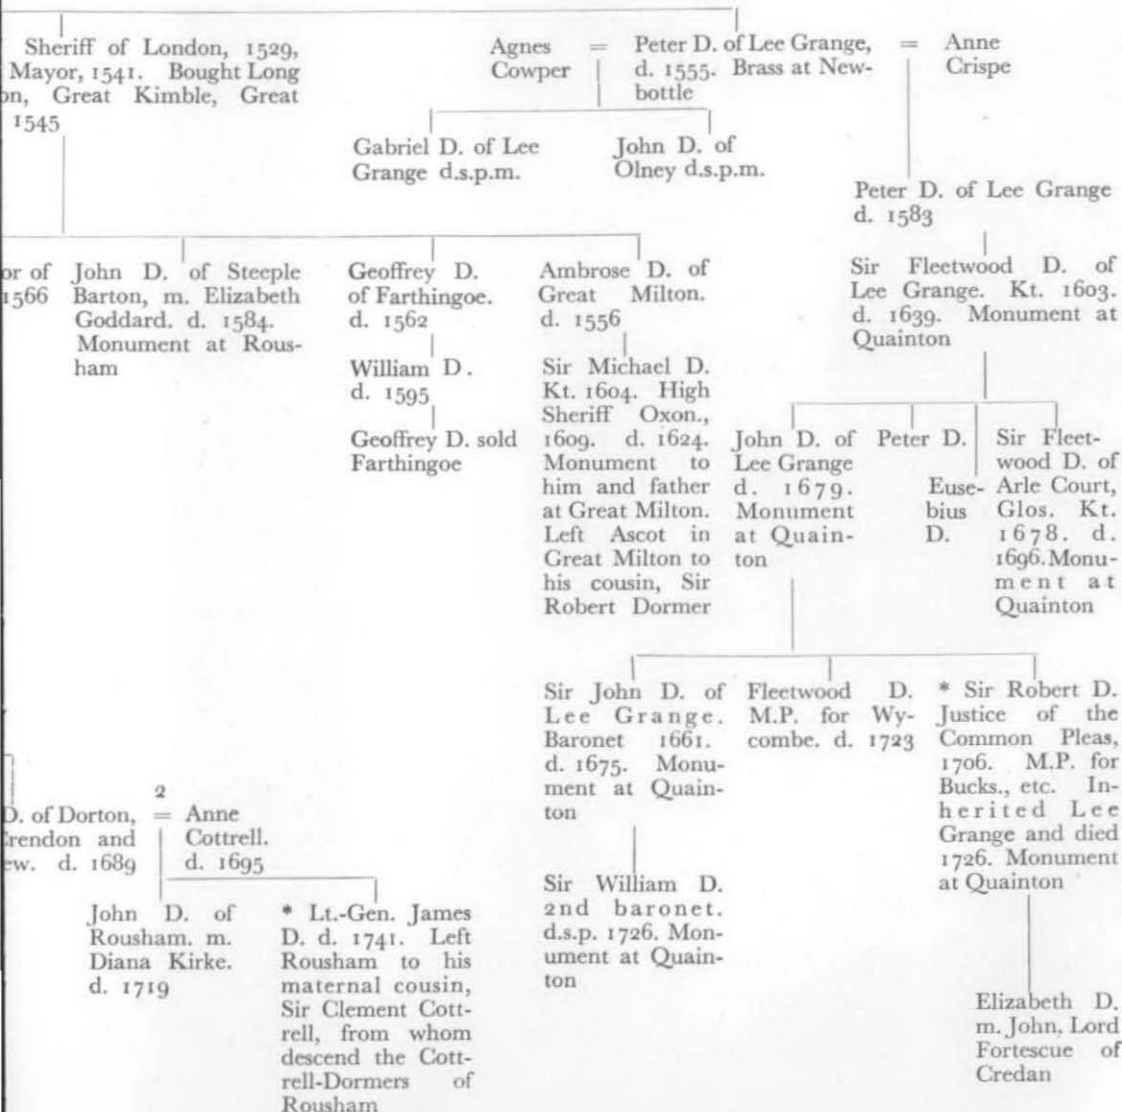 Sheriff of London, 1529,
Mayor, 1541. Bought Long
on, Great Kimble, Great
1545
Agnes
Cowper
=
Peter D. of Lee Grange,
d. 1555. Brass at New-
bottle
=
Anne
Crispe
Gabriel D. of Lee
Grange d.s.p.m.
John D. of
Olney d.s.p.m.
Peter D. of Lee Grange
d. 1583
or of
1566
John D. of Steeple
Barton, m. Elizabeth
Goddard. d. 1584.
Monument at Rous-
ham
Geoffrey D.
of Farthingoe.
d. 1562
William D.
d. 1595
Geoffrey D. sold
Farthingoe
Ambrose D. of
Great Milton.
d. 1556
Sir Michael D.
Kt. 1604. High
Sheriff Oxon.,
1609. d. 1624.
Monument to
him and father
at Great Milton.
Left Ascot in
Great Milton to
his cousin, Sir
Robert Dormer
Sir Fleetwood D. of
Lee Grange. Kt. 1603.
d. 1639. Monument at
Quainton
John D. of
Lee Grange
d. 1679.
Monument
at Quain-
ton
Peter D.
Euse-
bius
D.
Sir Fleet-
wood D. of
Arle Court,
Glos. Kt.
1678. d.
1696. Monu-
ment at
Quainton
Sir John D. of
Lee Grange.
Baronet 1661.
d. 1675. Monu-
ment at Quain-
ton
Fleetwood D.
M.P. for Wy-
combe. d. 1723
* Sir Robert D.
Justice of the
Common Pleas,
1706. M.P. for
Bucks., etc. In-
herited Lee
Grange and died
1726. Monument
at Quainton
D. of Dorton,
Crendon and
ew. d. 1689
2
=
Anne
Cottrell.
d. 1695
John D. of
Rousham. m.
Diana Kirke.
d. 1719
* Lt.-Gen. James
D. d. 1741. Left
Rousham to his
maternal cousin,
Sir Clement Cott-
rell, from whom
descend the Cott-
rell-Dormers of
Rousham
Sir William D.
2nd baronet.
d.s.p. 1726. Mon-
ument at Quain-
ton
Elizabeth D.
m. John, Lord
Fortescue of
Credan